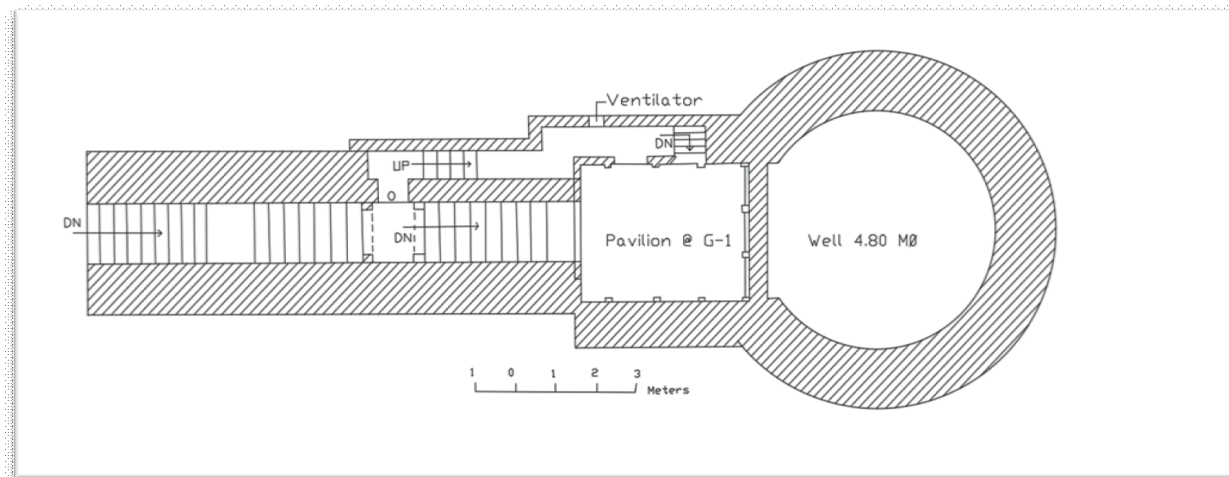 Ventilator
DN
UP
O
DN
DN
Pavilion @ G-1
Well 4.80 MØ
1 0 1 2 3
Meters